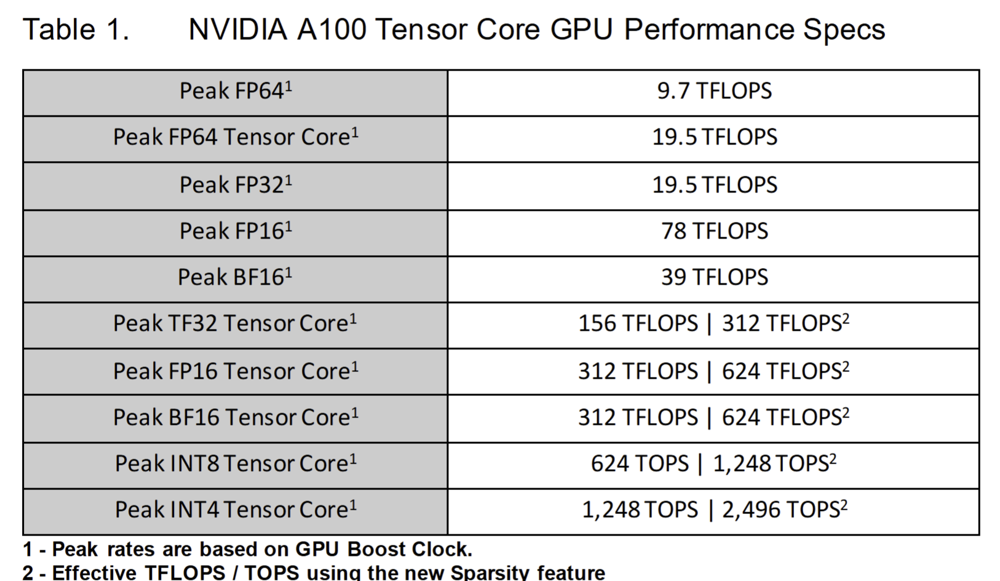 Table 1. NVIDIA A100 Tensor Core GPU Performance Specs
Peak FP64¹ 9.7 TFLOPS
Peak FP64 Tensor Core¹ 19.5 TFLOPS
Peak FP32¹ 19.5 TFLOPS
Peak FP16¹ 78 TFLOPS
Peak BF16¹ 39 TFLOPS
Peak TF32 Tensor Core¹ 156 TFLOPS | 312 TFLOPS²
Peak FP16 Tensor Core¹ 312 TFLOPS | 624 TFLOPS²
Peak BF16 Tensor Core¹ 312 TFLOPS | 624 TFLOPS²
Peak INT8 Tensor Core¹ 624 TOPS | 1,248 TOPS²
Peak INT4 Tensor Core¹ 1,248 TOPS | 2,496 TOPS²
1 - Peak rates are based on GPU Boost Clock.
2 - Effective TFLOPS / TOPS using the new Sparsity feature